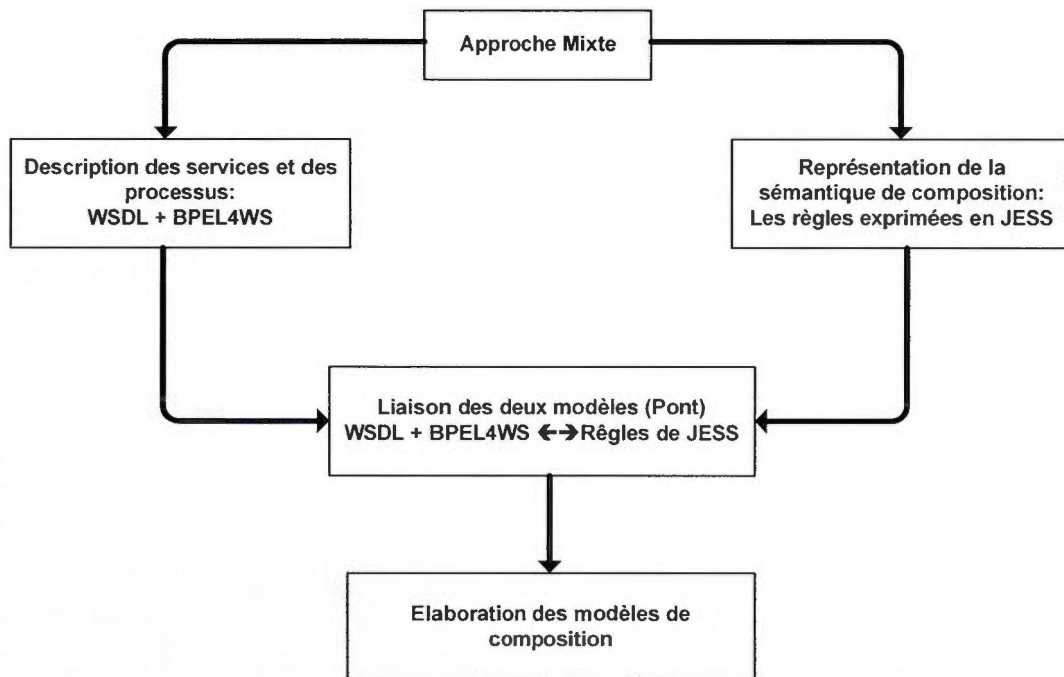 Approche Mixte
Description des services et des
processus:
WSDL + BPEL4WS
Représentation de la
sémantique de composition:
Les règles exprimées en JESS
Liaison des deux modèles (Pont)
WSDL + BPEL4WS ←→Rêgles de JESS
Elaboration des modèles de
composition